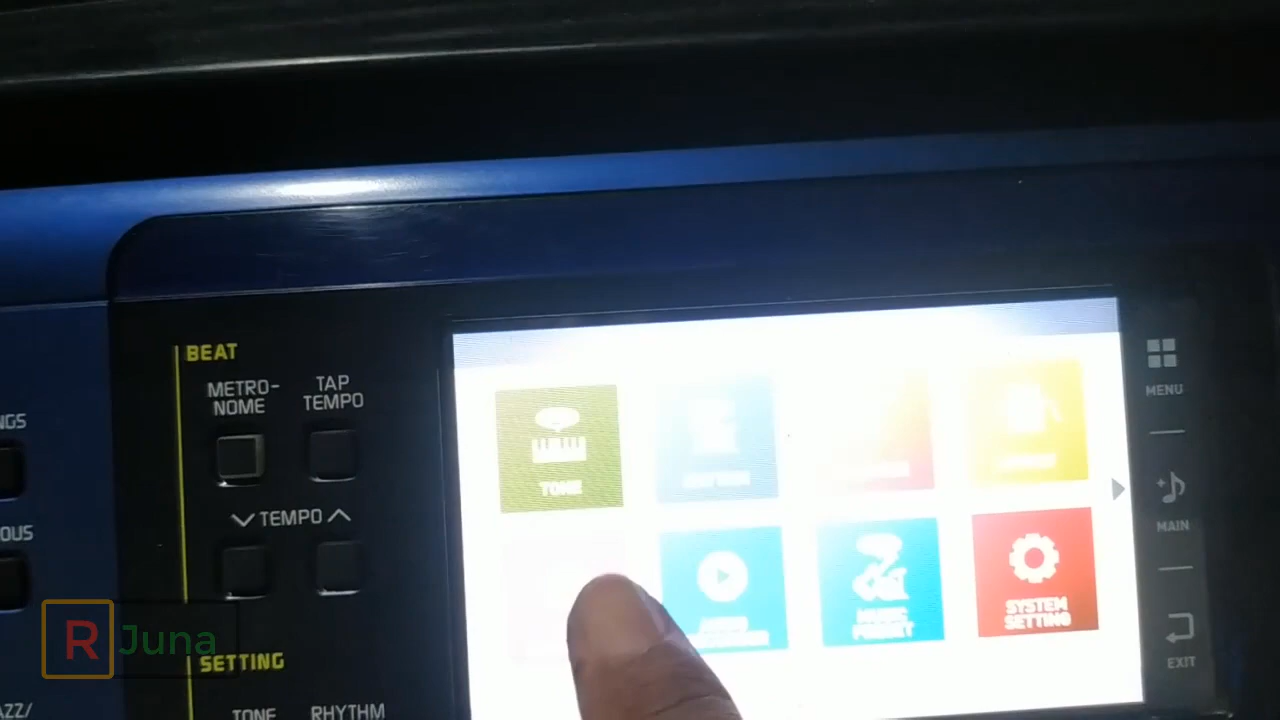 BEAT
METRO-
NOME
TAP
TEMPO
TEMPO
NGS
OUS
R Juna
SETTING
AZZ/
TONE
RHYTHM
TONE
MUSIC
PRESET
SYSTEM
SETTING
MENU
MAIN
EXIT